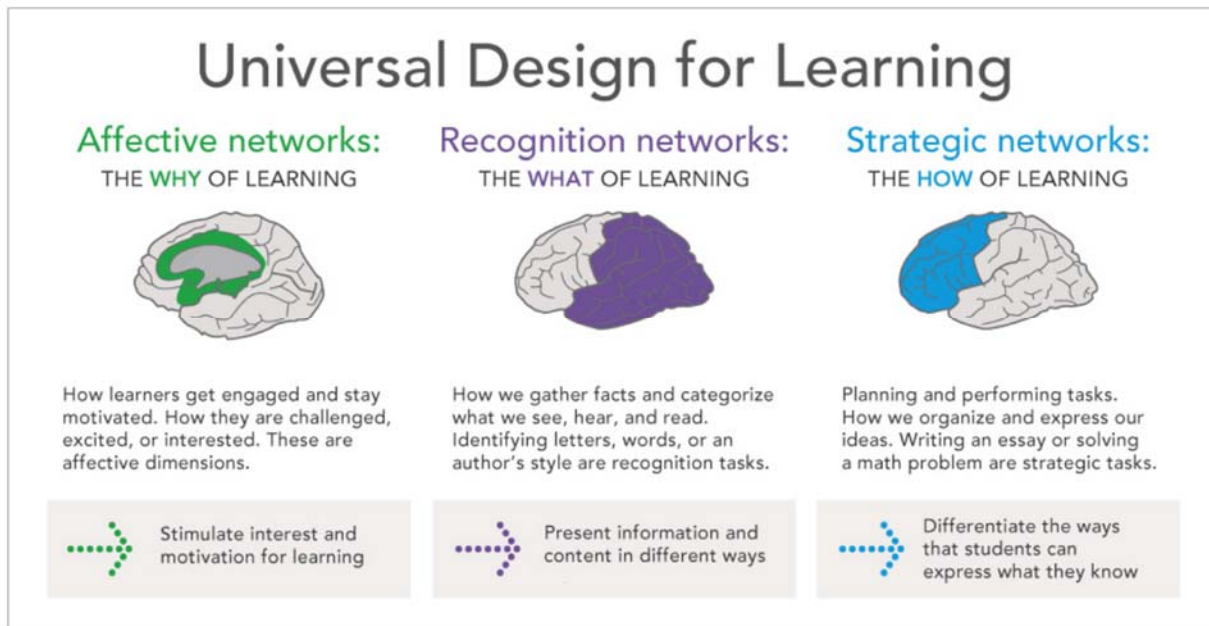 Universal Design for Learning
Affective networks:
THE WHY OF LEARNING
How learners get engaged and stay
motivated. How they are challenged,
excited, or interested. These are
affective dimensions.
Stimulate interest and
motivation for learning
Recognition networks:
THE WHAT OF LEARNING
How we gather facts and categorize
what we see, hear, and read.
Identifying letters, words, or an
author's style are recognition tasks.
Present information and
content in different ways
Strategic networks:
THE HOW OF LEARNING
Planning and performing tasks.
How we organize and express our
ideas. Writing an essay or solving
a math problem are strategic tasks.
Differentiate the ways
that students can
express what they know